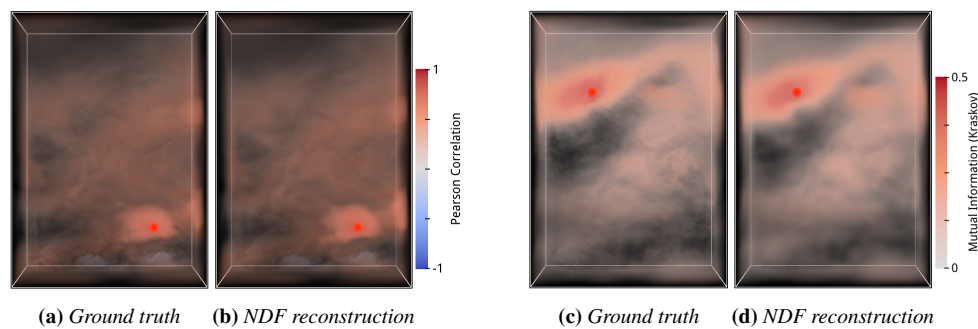 1
Pearson Correlation
-1
0.5
Mutual Information (Kraskov)
0
(a) Ground truth
(b) NDF reconstruction
(c) Ground truth
(d) NDF reconstruction